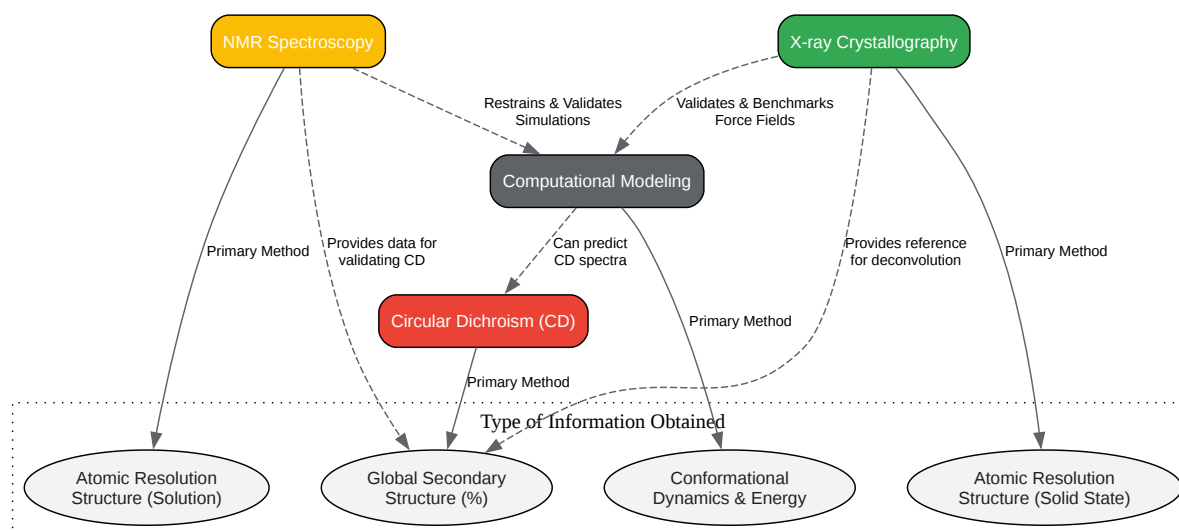 NMR Spectroscopy
X-ray Crystallography
Restrains & Validates
Simulations
Validates & Benchmarks
Force Fields
Computational Modeling
Primary Method
Provides data for
validating CD
Can predict
CD spectra
Provides reference
for deconvolution
Primary Method
Circular Dichroism (CD)
Primary Method
Primary Method
Type of Information Obtained
Atomic Resolution
Structure (Solution)
Global Secondary
Structure (%)
Conformational
Dynamics & Energy
Atomic Resolution
Structure (Solid State)